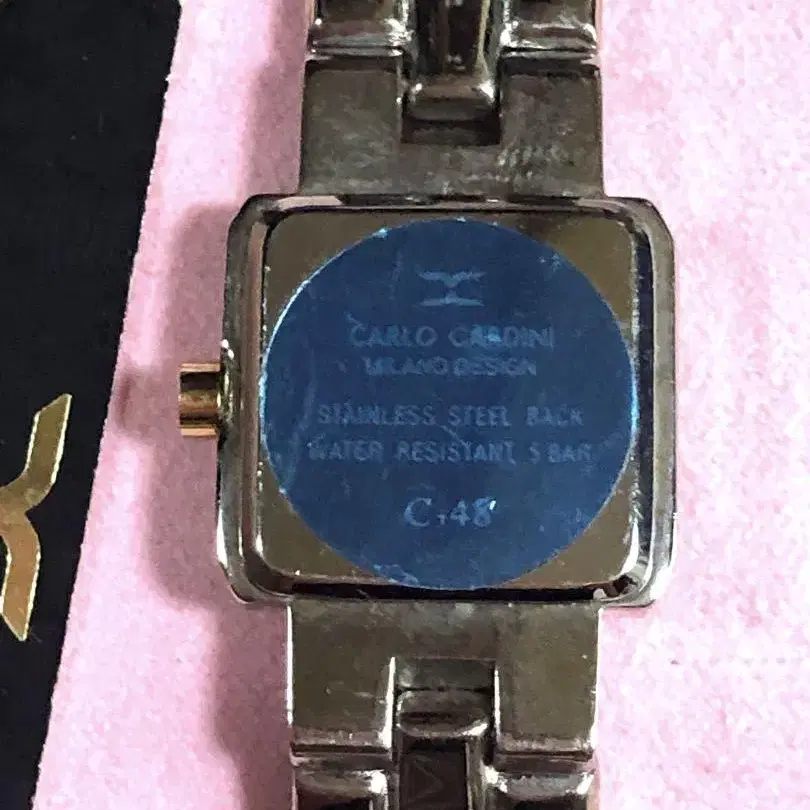 CARLO CARDINI
MILANO DESIGN
STAINLESS STEEL BACK
WATER RESISTANT 5 BAR
C-48